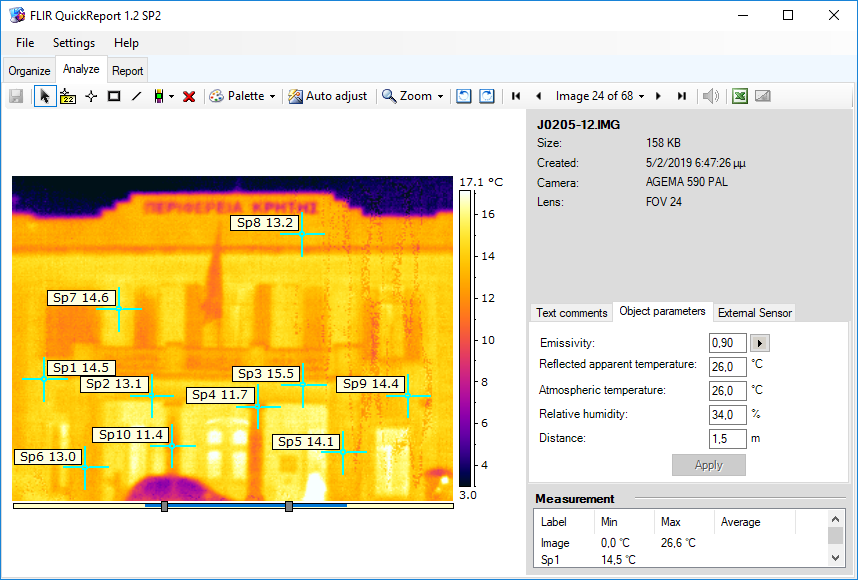 FLIR QuickReport 1.2 SP2
File Settings Help
Organize Analyze Report
22 Palette Auto adjust Zoom Image 24 of 68
J0205-12.IMG
Size: 158 KB
Created: 5/2/2019 6:47:26 μμ
Camera: AGEMA 590 PAL
Lens: FOV 24
17.1 °C
16
14
12
10
8
6
4
3.0
ΠΕΡΙΦΕΡΕΙΑ ΚΡΗΤΗΣ
Sp8 13.2
Sp7 14.6
Sp1 14.5
Sp2 13.1
Sp3 15.5
Sp4 11.7
Sp9 14.4
Sp10 11.4
Sp5 14.1
Sp6 13.0
Text comments Object parameters External Sensor
Emissivity: 0,90
Reflected apparent temperature: 26,0 °C
Atmospheric temperature: 26,0 °C
Relative humidity: 34,0 %
Distance: 1,5 m
Apply
Measurement
Label Min Max Average
Image 0,0 °C 26,6 °C
Sp1 14,5 °C